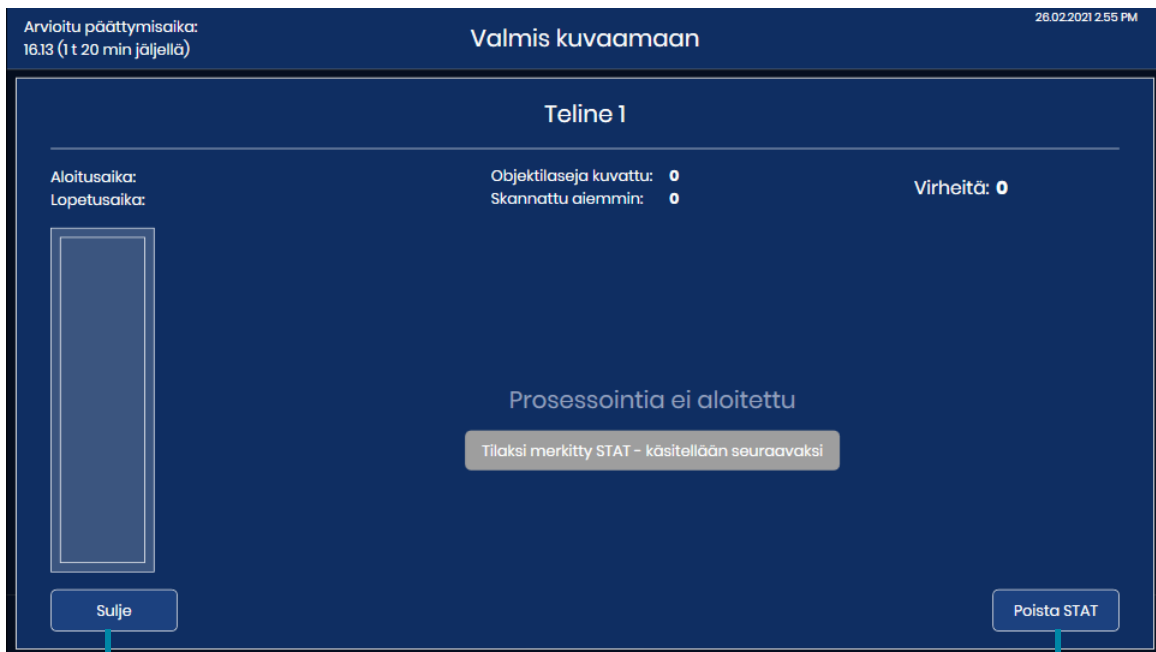 Arvioitu päättymisaika:
16.13 (1 t 20 min jäljellä)
Valmis kuvaamaan
26.02.2021 2.55 PM
Teline 1
Aloitusaika:
Lopetusaika:
Objektilaseja kuvattu: 0
Skannattu aiemmin: 0
Virheitä: 0
Prosessointia ei aloitettu
Tilaksi merkitty STAT - käsitellään seuraavaksi
Sulje
Poista STAT